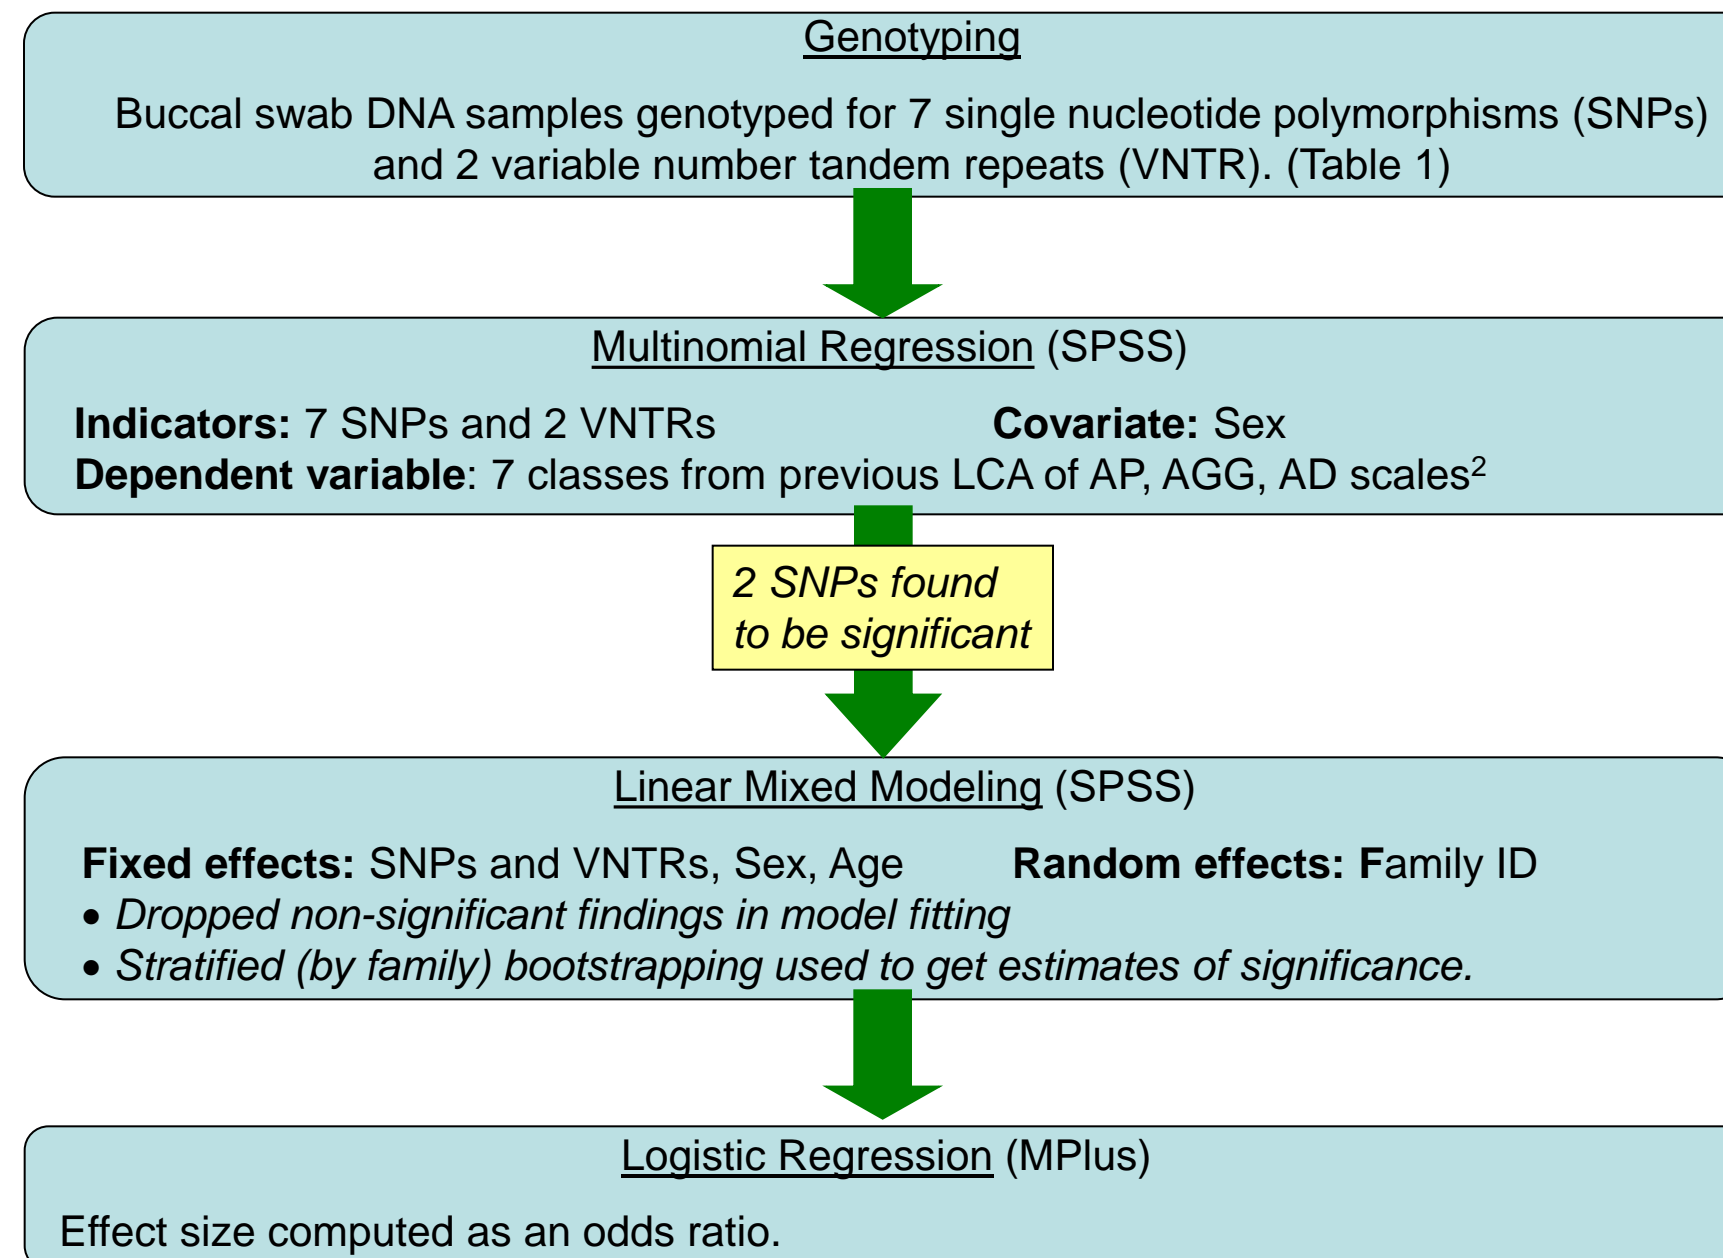 Genotyping
Buccal swab DNA samples genotyped for 7 single nucleotide polymorphisms (SNPs)
and 2 variable number tandem repeats (VNTR). (Table 1)
Multinomial Regression (SPSS)
Indicators: 7 SNPs and 2 VNTRs Covariate: Sex
Dependent variable: 7 classes from previous LCA of AP, AGG, AD scales²
2 SNPs found
to be significant
Linear Mixed Modeling (SPSS)
Fixed effects: SNPs and VNTRs, Sex, Age Random effects: Family ID
• Dropped non-significant findings in model fitting
• Stratified (by family) bootstrapping used to get estimates of significance.
Logistic Regression (MPlus)
Effect size computed as an odds ratio.